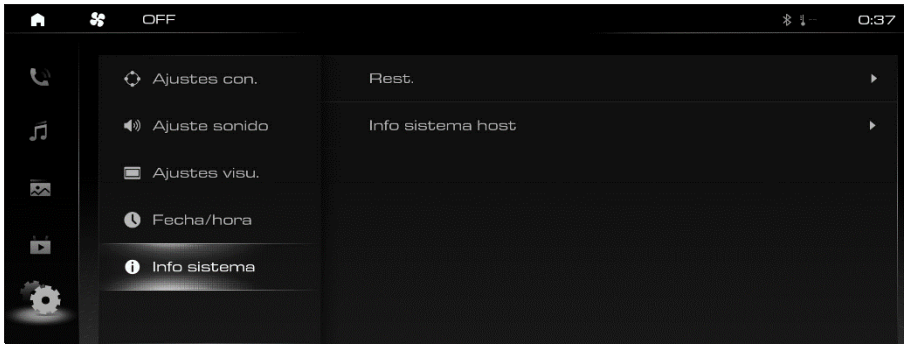 OFF
--
0:37
Ajustes con.
Rest.
Ajuste sonido
Info sistema host
Ajustes visu.
Fecha/hora
Info sistema